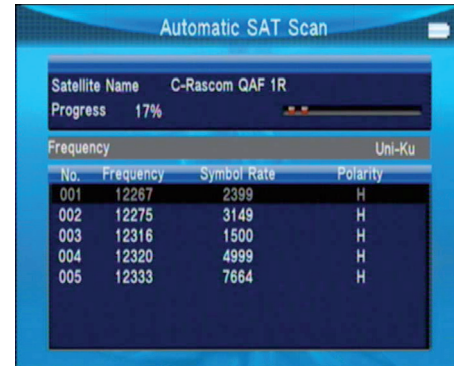 Automatic SAT Scan
Satellite Name C-Rascom QAF 1R
Progress 17%
Frequency Uni-Ku
No. Frequency Symbol Rate Polarity
001 12267 2399 H
002 12275 3149 H
003 12316 1500 H
004 12320 4999 H
005 12333 7664 H